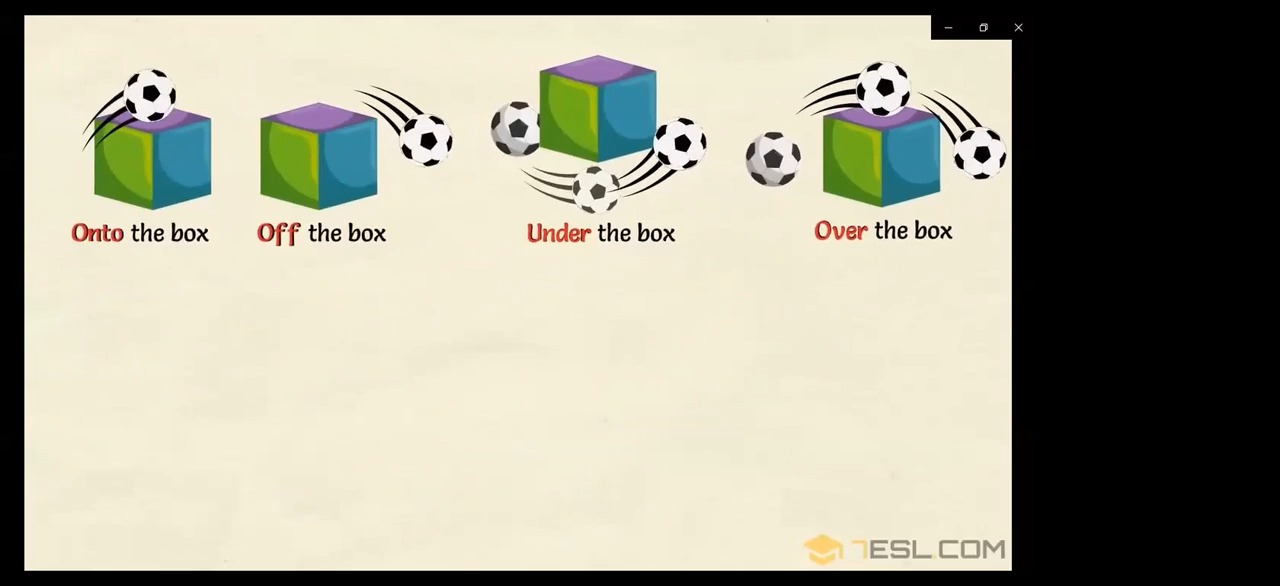 Onto the box
Off the box
Under the box
Over the box
7ESL.COM